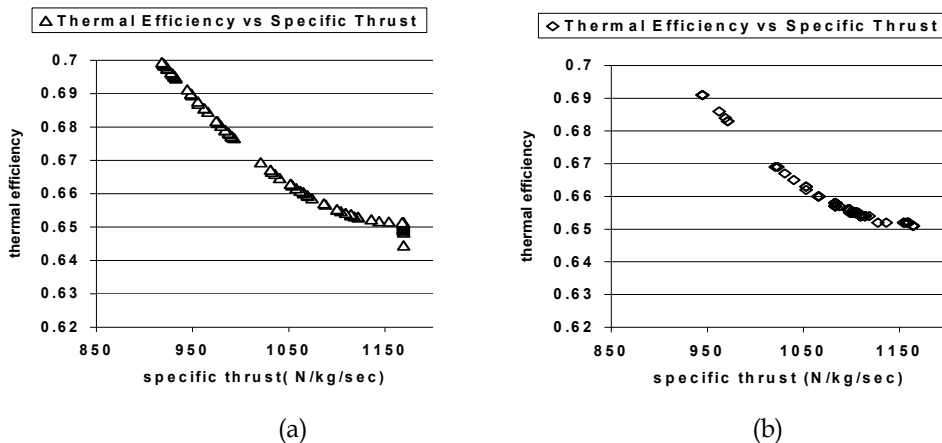 Thermal Efficiency vs Specific Thrust
0.7
0.69
0.68
0.67
0.66
0.65
0.64
0.63
0.62
thermal efficiency
850 950 1050 1150
specific thrust( N/kg/sec)
(a)
Thermal Efficiency vs Specific Thrust
0.7
0.69
0.68
0.67
0.66
0.65
0.64
0.63
0.62
thermal efficiency
850 950 1050 1150
specific thrust (N/kg/sec)
(b)